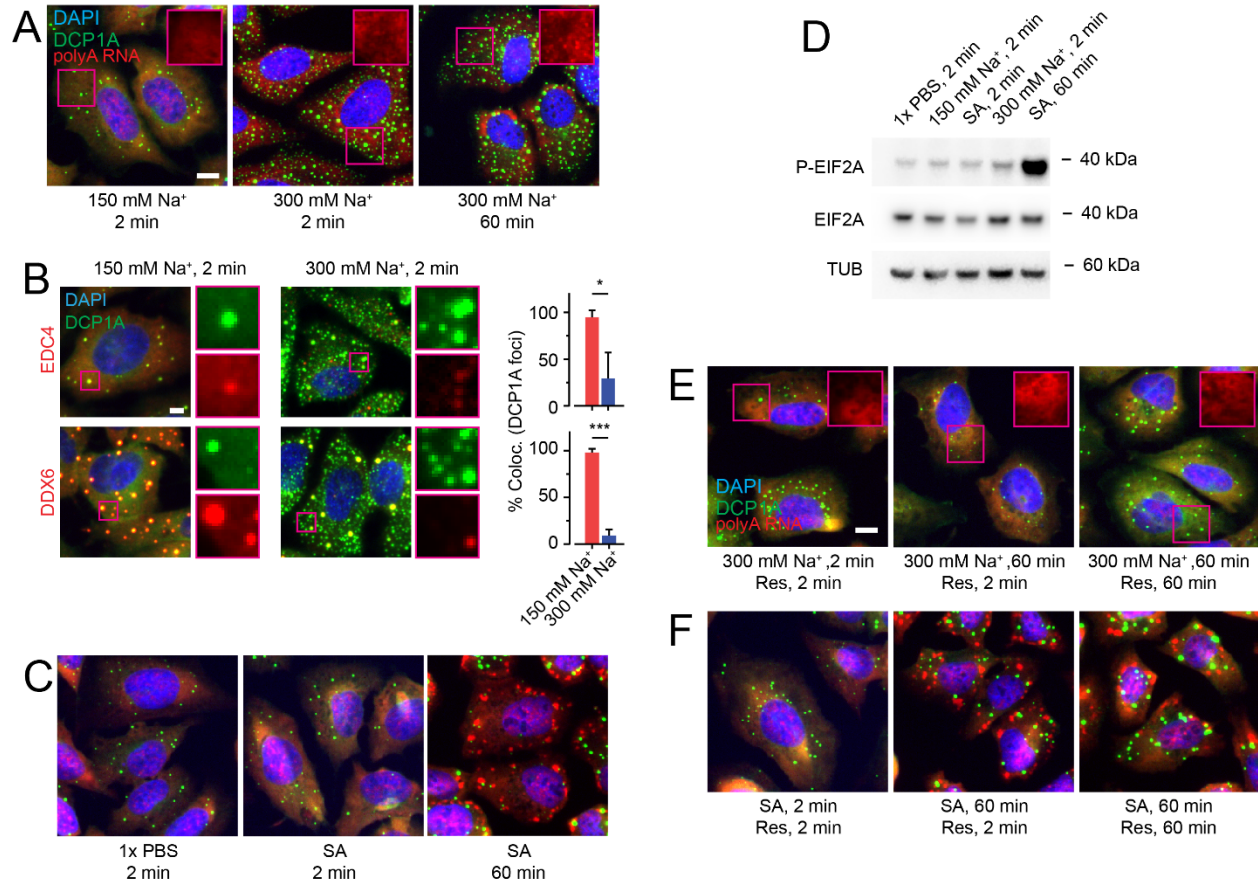 A
DAPI
DCP1A
polyA RNA
150 mM Na⁺
2 min
300 mM Na⁺
2 min
300 mM Na⁺
60 min
B
150 mM Na⁺, 2 min
300 mM Na⁺, 2 min
EDC4
DAPI
DCP1A
DDX6
% Coloc. (DCP1A foci)
*
100
50
0
***
100
50
0
150 mM Na⁺
300 mM Na⁺
C
1x PBS
2 min
SA
2 min
SA
60 min
D
1x PBS, 2 min
150 mM Na⁺, 2 min
SA, 2 min
300 mM Na⁺, 2 min
SA, 60 min
P-EIF2A
– 40 kDa
EIF2A
– 40 kDa
TUB
– 60 kDa
E
DAPI
DCP1A
polyA RNA
300 mM Na⁺,2 min
Res, 2 min
300 mM Na⁺,60 min
Res, 2 min
300 mM Na⁺,60 min
Res, 60 min
F
SA, 2 min
Res, 2 min
SA, 60 min
Res, 2 min
SA, 60 min
Res, 60 min